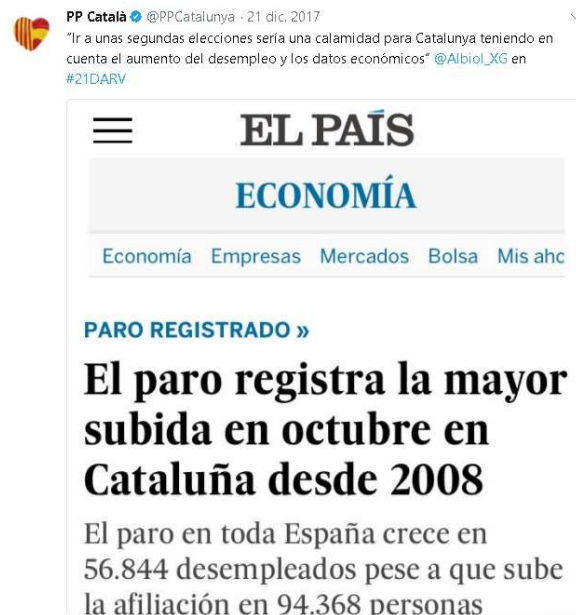 PP Català @PPCatalunya · 21 dic. 2017
"Ir a unas segundas elecciones sería una calamidad para Catalunya teniendo en
cuenta el aumento del desempleo y los datos económicos" @Albiol_XG en
#21DARV
EL PAÍS
ECONOMÍA
Economía Empresas Mercados Bolsa Mis aho
PARO REGISTRADO »
El paro registra la mayor
subida en octubre en
Cataluña desde 2008
El paro en toda España crece en
56.844 desempleados pese a que sube
la afiliación en 94.368 personas